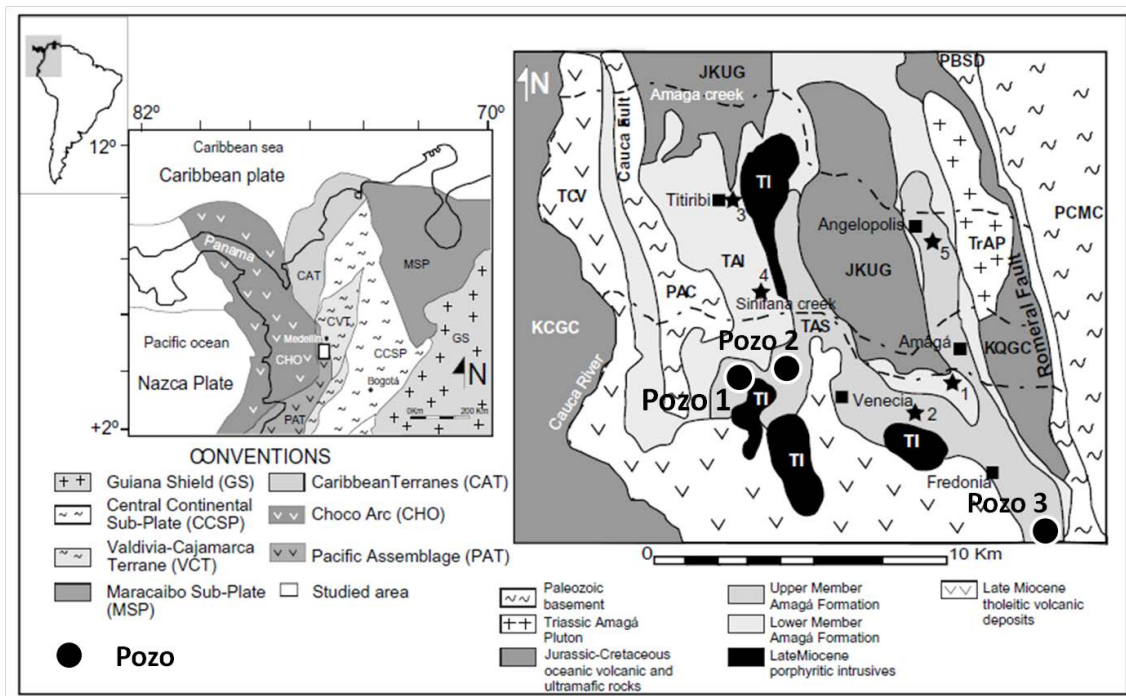 82°
70°
12°
Caribbean sea
Caribbean plate
Panama
CAT
MSP
Pacific ocean
CVT
Medellin
GS
CHO
CCSP
Nazca Plate
Bogotá
N
0Km 200 Km
PAT
+2°
CONVENTIONS
Guiana Shield (GS)
Central Continental
Sub-Plate (CCSP)
Valdivia-Cajamarca
Terrane (VCT)
Maracaibo Sub-Plate
(MSP)
CaribbeanTerranes (CAT)
Choco Arc (CHO)
Pacific Assemblage (PAT)
Studied area
Pozo
N
JKUG
Amaga creek
PBSD
Cauca Fault
TCV
TI
Titiribi
3
Angelopolis
5
TrAP
PCMC
TAI
JKUG
4
PAC
Sinifana creek
TAS
KCGC
Cauca River
Pozo 2
Amagá
KQGC
Romeral Fault
Pozo 1
TI
Venecia
1
2
TI
TI
Fredonia
Pozo 3
0
10 Km
Paleozoic
basement
Triassic Amagá
Pluton
Jurassic-Cretaceous
oceanic volcanic and
ultramafic rocks
Upper Member
Amagá Formation
Lower Member
Amagá Formation
LateMiocene
porphyritic intrusives
Late Miocene
tholeitic volcanic
deposits